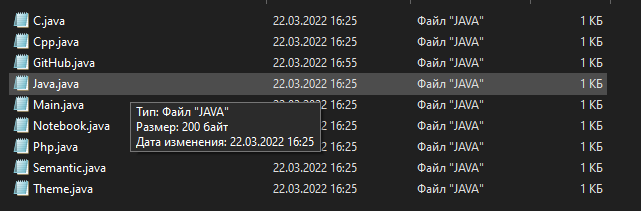 C.java 22.03.2022 16:25 Файл "JAVA" 1 КБ
Cpp.java 22.03.2022 16:25 Файл "JAVA" 1 КБ
GitHub.java 22.03.2022 16:55 Файл "JAVA" 1 КБ
Java.java 22.03.2022 16:25 Файл "JAVA" 1 КБ
Main.java 22.03.2022 16:25 Файл "JAVA" 1 КБ
Тип: Файл "JAVA"
Notebook.java 22.03.2022 16:25 Файл "JAVA" 1 КБ
Размер: 200 байт
Php.java 22.03.2022 16:25 Файл "JAVA" 1 КБ
Дата изменения: 22.03.2022 16:25
Semantic.java 22.03.2022 16:25 Файл "JAVA" 1 КБ
Theme.java 22.03.2022 16:25 Файл "JAVA" 1 КБ